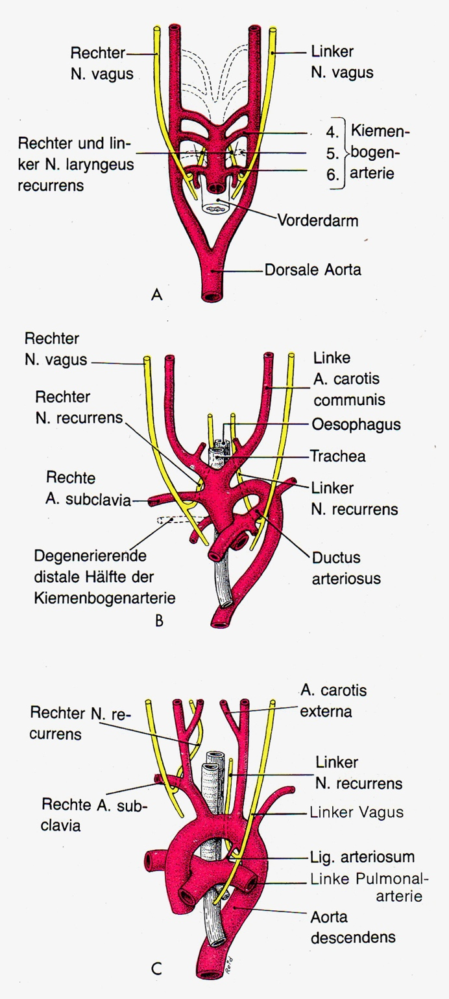 Rechter
N. vagus
Linker
N. vagus
Rechter und lin-
ker N. laryngeus
recurrens
4.
5.
6.
Kiemen-
bogen-
arterie
Vorderdarm
Dorsale Aorta
A
Rechter
N. vagus
Rechter
N. recurrens
Rechte
A. subclavia
Degenerierende
distale Hälfte der
Kiemenbogenarterie
Linke
A. carotis
communis
Oesophagus
Trachea
Linker
N. recurrens
Ductus
arteriosus
B
Rechter N. re-
currens
Rechte A. sub-
clavia
A. carotis
externa
Linker
N. recurrens
Linker Vagus
Lig. arteriosum
Linke Pulmonal-
arterie
Aorta
descendens
C
Reid